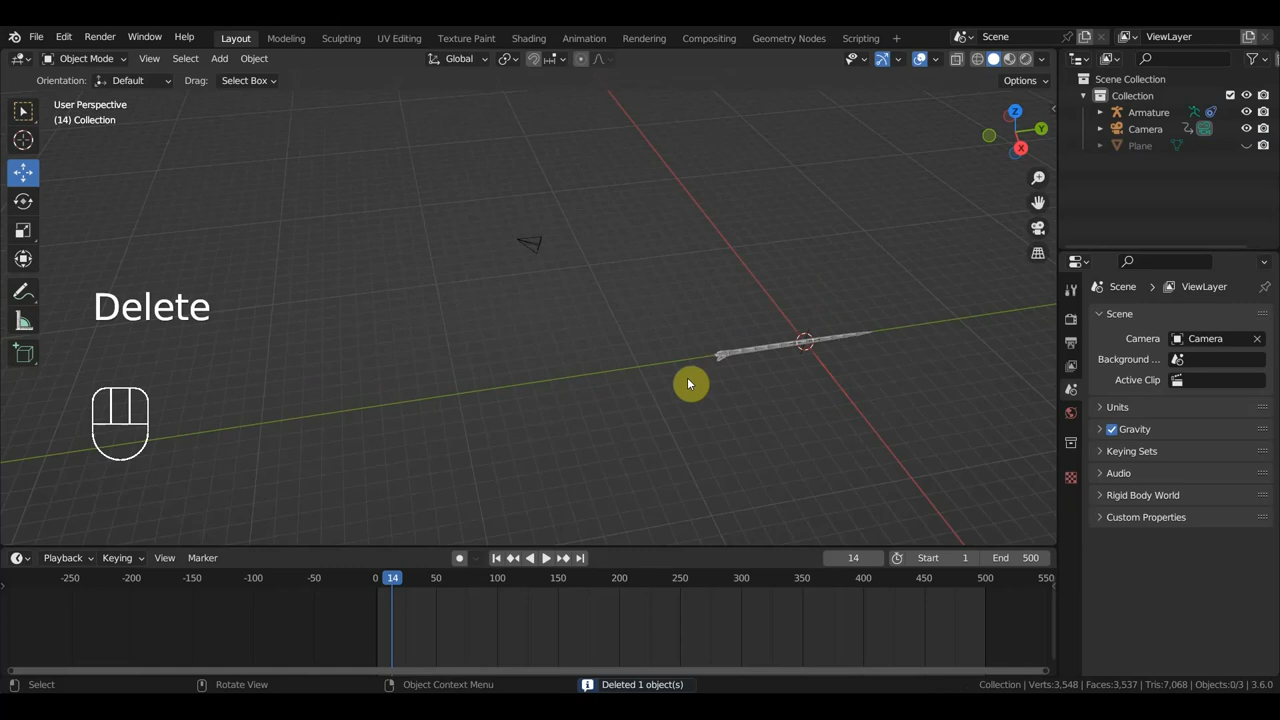 File Edit Render Window Help Layout Modeling Sculpting UV Editing Texture Paint Shading Animation Rendering Compositing Geometry Nodes Scripting + Scene ViewLayer
Object Mode View Select Add Object Global Options
Orientation: Default Drag: Select Box
User Perspective
(14) Collection
Z
Y
X
Delete
Scene Collection
Collection
Armature
Camera
Plane
Scene > ViewLayer
Scene
Camera Camera
Background ...
Active Clip
Units
Gravity
Keying Sets
Audio
Rigid Body World
Custom Properties
Playback Keying View Marker 14 Start 1 End 500
-250 -200 -150 -100 -50 0 14 50 100 150 200 250 300 350 400 450 500 550
Select Rotate View Object Context Menu Deleted 1 object(s) Collection | Verts:3,548 | Faces:3,537 | Tris:7,068 | Objects:0/3 | 3.6.0